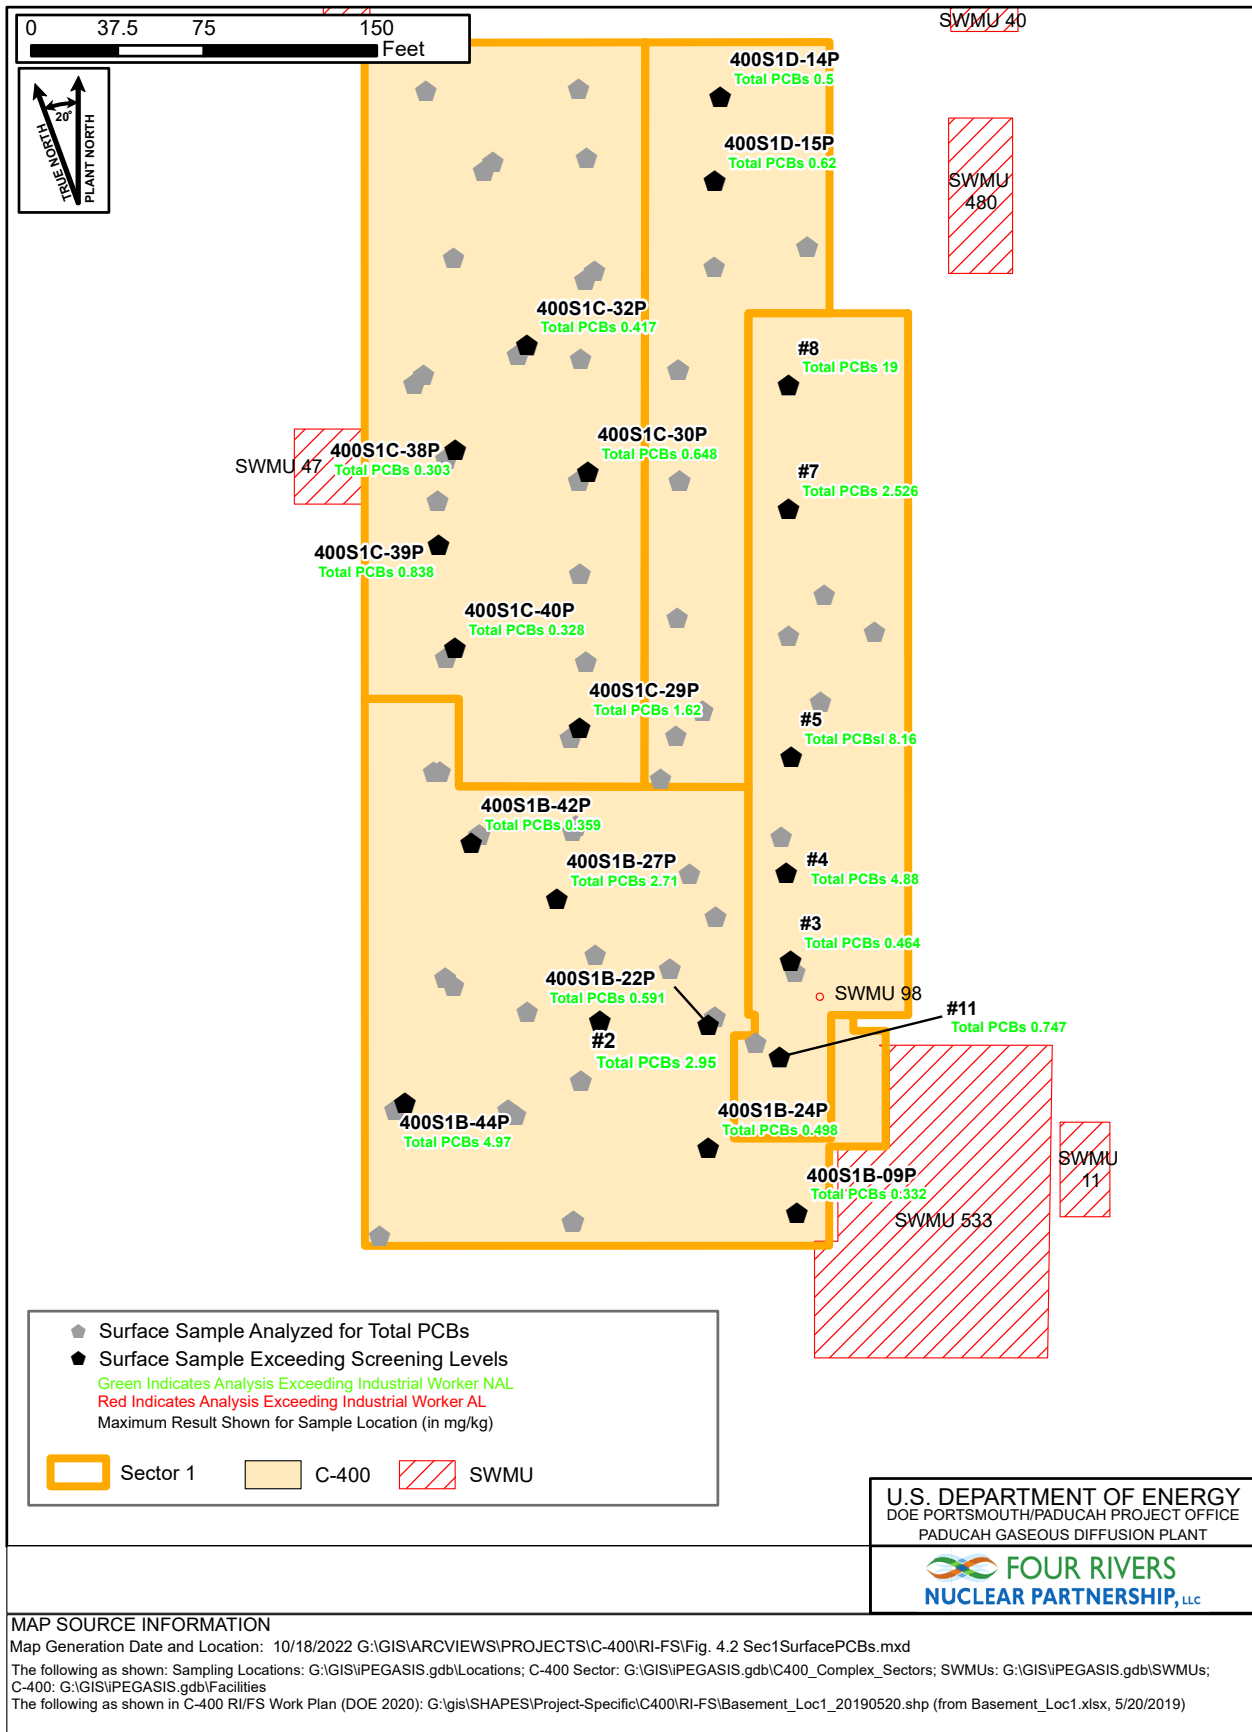 0 37.5 75 150
Feet
20°
TRUE NORTH
PLANT NORTH
SWMU 40
400S1D-14P
Total PCBs 0.5
400S1D-15P
Total PCBs 0.62
SWMU
480
400S1C-32P
Total PCBs 0.417
#8
Total PCBs 19
400S1C-30P
Total PCBs 0.648
400S1C-38P
Total PCBs 0.303
SWMU 47
#7
Total PCBs 2.526
400S1C-39P
Total PCBs 0.838
400S1C-40P
Total PCBs 0.328
400S1C-29P
Total PCBs 1.62
#5
Total PCBsl 8.16
400S1B-42P
Total PCBs 0.359
400S1B-27P
Total PCBs 2.71
#4
Total PCBs 4.88
#3
Total PCBs 0.464
400S1B-22P
Total PCBs 0.591
SWMU 98
#11
Total PCBs 0.747
#2
Total PCBs 2.95
400S1B-44P
Total PCBs 4.97
400S1B-24P
Total PCBs 0.498
SWMU
11
400S1B-09P
Total PCBs 0.332
SWMU 533
Surface Sample Analyzed for Total PCBs
Surface Sample Exceeding Screening Levels
Green Indicates Analysis Exceeding Industrial Worker NAL
Red Indicates Analysis Exceeding Industrial Worker AL
Maximum Result Shown for Sample Location (in mg/kg)
Sector 1 C-400 SWMU
U.S. DEPARTMENT OF ENERGY
DOE PORTSMOUTH/PADUCAH PROJECT OFFICE
PADUCAH GASEOUS DIFFUSION PLANT
FOUR RIVERS
NUCLEAR PARTNERSHIP, LLC
MAP SOURCE INFORMATION
Map Generation Date and Location: 10/18/2022 G:\GIS\ARCVIEWS\PROJECTS\C-400\RI-FS\Fig. 4.2 Sec1SurfacePCBs.mxd
The following as shown: Sampling Locations: G:\GIS\iPEGASIS.gdb\Locations; C-400 Sector: G:\GIS\iPEGASIS.gdb\C400_Complex_Sectors; SWMUs: G:\GIS\iPEGASIS.gdb\SWMUs;
C-400: G:\GIS\iPEGASIS.gdb\Facilities
The following as shown in C-400 RI/FS Work Plan (DOE 2020): G:\gis\SHAPES\Project-Specific\C400\RI-FS\Basement_Loc1_20190520.shp (from Basement_Loc1.xlsx, 5/20/2019)